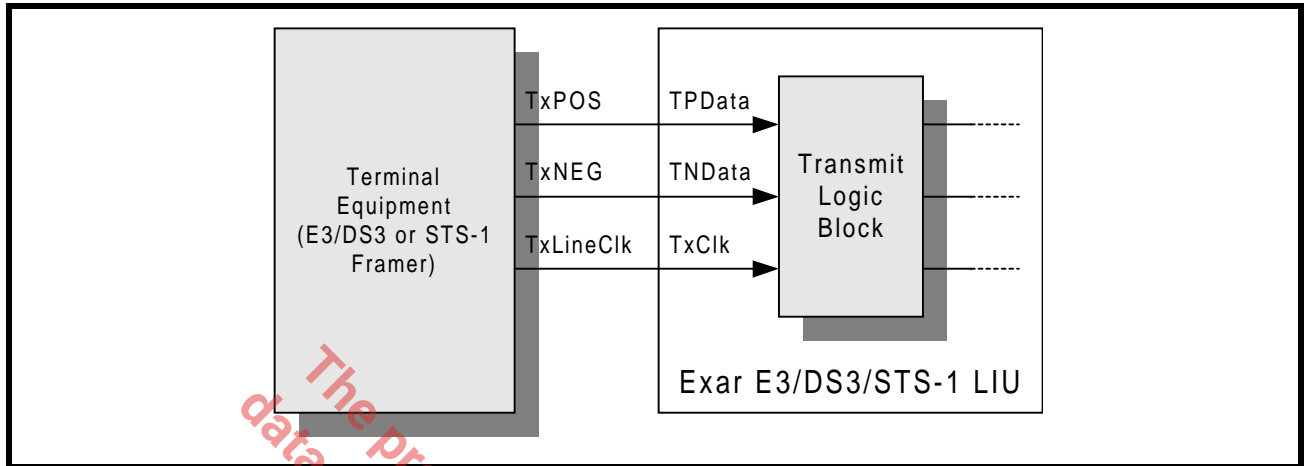 TxPOS TPData
TxNEG TNData
TxLineClk TxClk
Terminal
Equipment
(E3/DS3 or STS-1
Framer)
Transmit
Logic
Block
Exar E3/DS3/STS-1 LIU
The
data